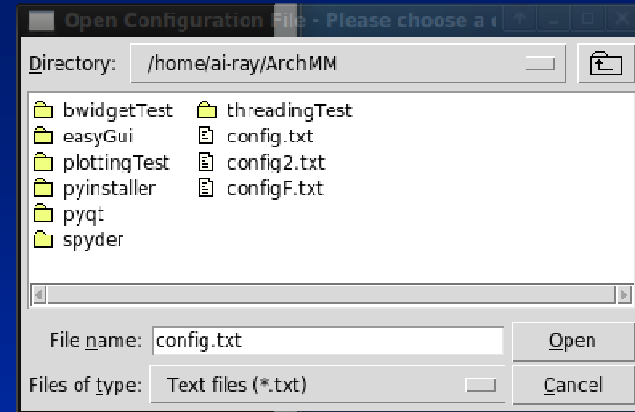 Open Configuration File - Please choose a
Directory: /home/ai-ray/ArchMM
bwidgetTest threadingTest
easyGui config.txt
plottingTest config2.txt
pyinstaller configF.txt
pyqt
spyder
File name: config.txt Open
Files of type: Text files (*.txt) Cancel